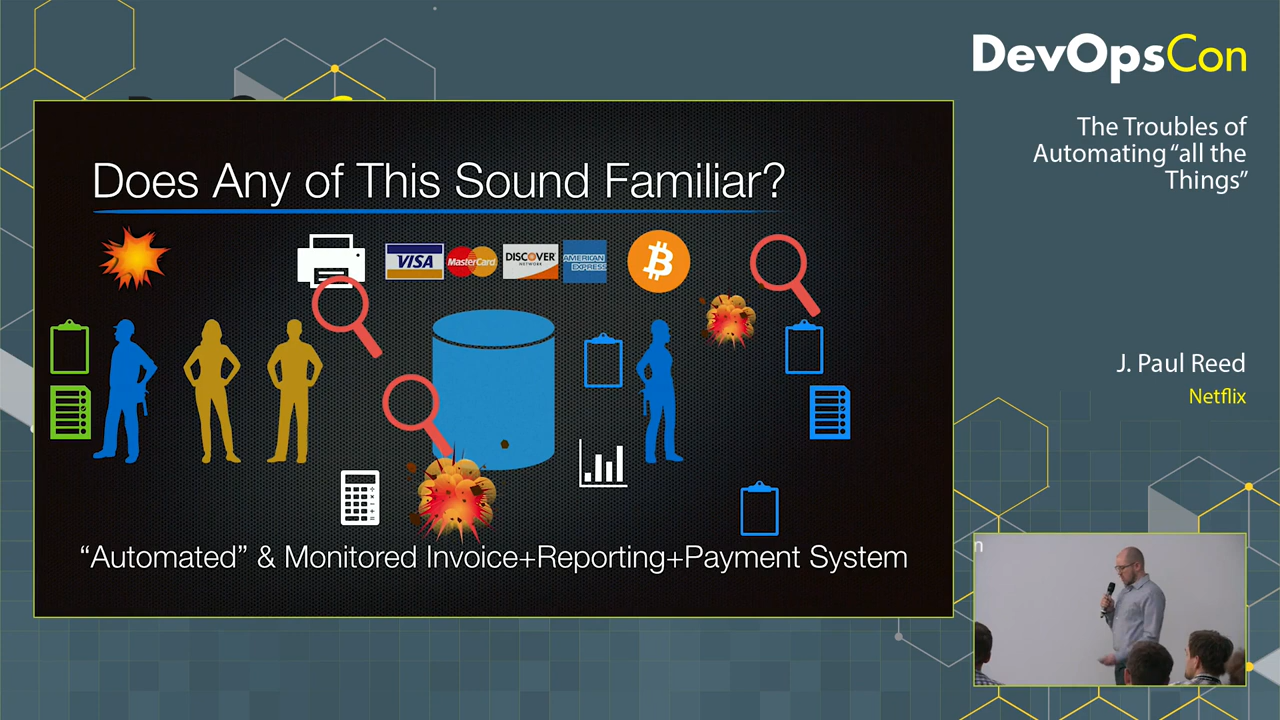 DevOpsCon
The Troubles of
Automating “all the
Things”
Does Any of This Sound Familiar?
VISA
MasterCard
DISCOVER
NETWORK
AMERICAN
EXPRESS
J. Paul Reed
Netflix
“Automated” & Monitored Invoice+Reporting+Payment System
n